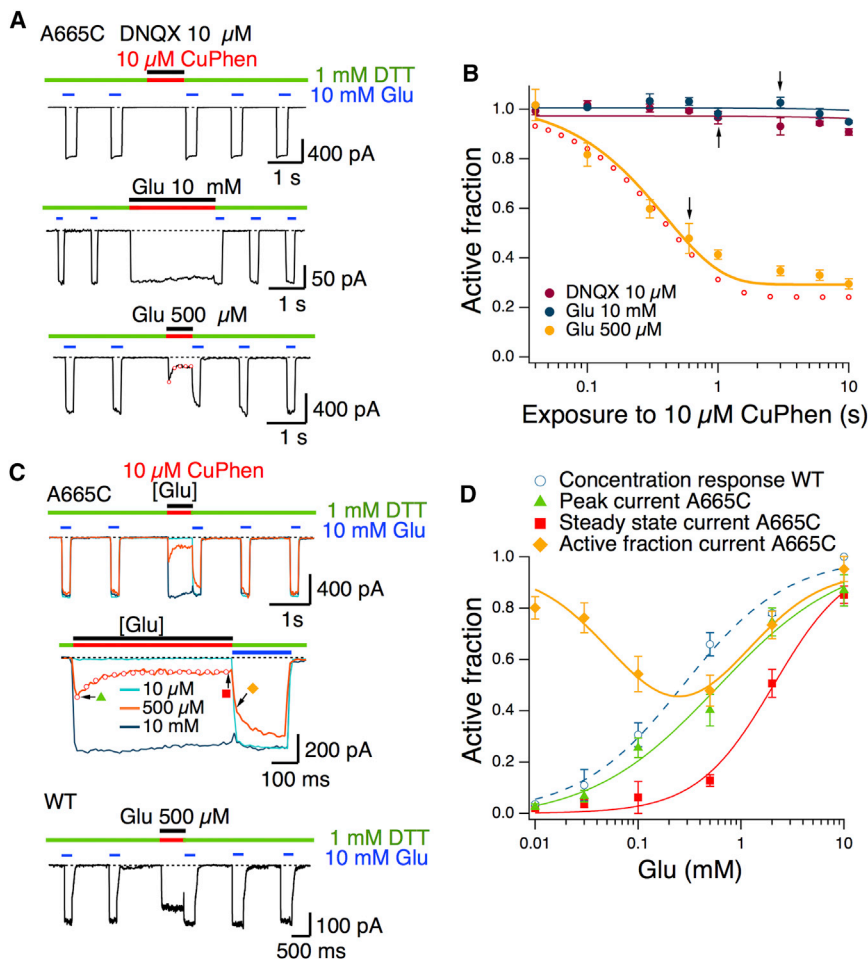 A
A665C DNQX 10 µM
10 µM CuPhen
1 mM DTT
10 mM Glu
400 pA
1 s
Glu 10 mM
50 pA
1 s
Glu 500 µM
400 pA
1 s
B
Active fraction
1.0
0.8
0.6
0.4
0.2
0.0
DNQX 10 µM
Glu 10 mM
Glu 500 µM
0.1
1
10
Exposure to 10 µM CuPhen (s)
C
10 µM CuPhen
A665C
[Glu]
1 mM DTT
10 mM Glu
400 pA
1s
[Glu]
10 µM
500 µM
10 mM
200 pA
100 ms
WT
Glu 500 µM
1 mM DTT
10 mM Glu
100 pA
500 ms
D
Concentration response WT
Peak current A665C
Steady state current A665C
Active fraction current A665C
Active fraction
1.0
0.8
0.6
0.4
0.2
0.0
0.01
0.1
1
10
Glu (mM)